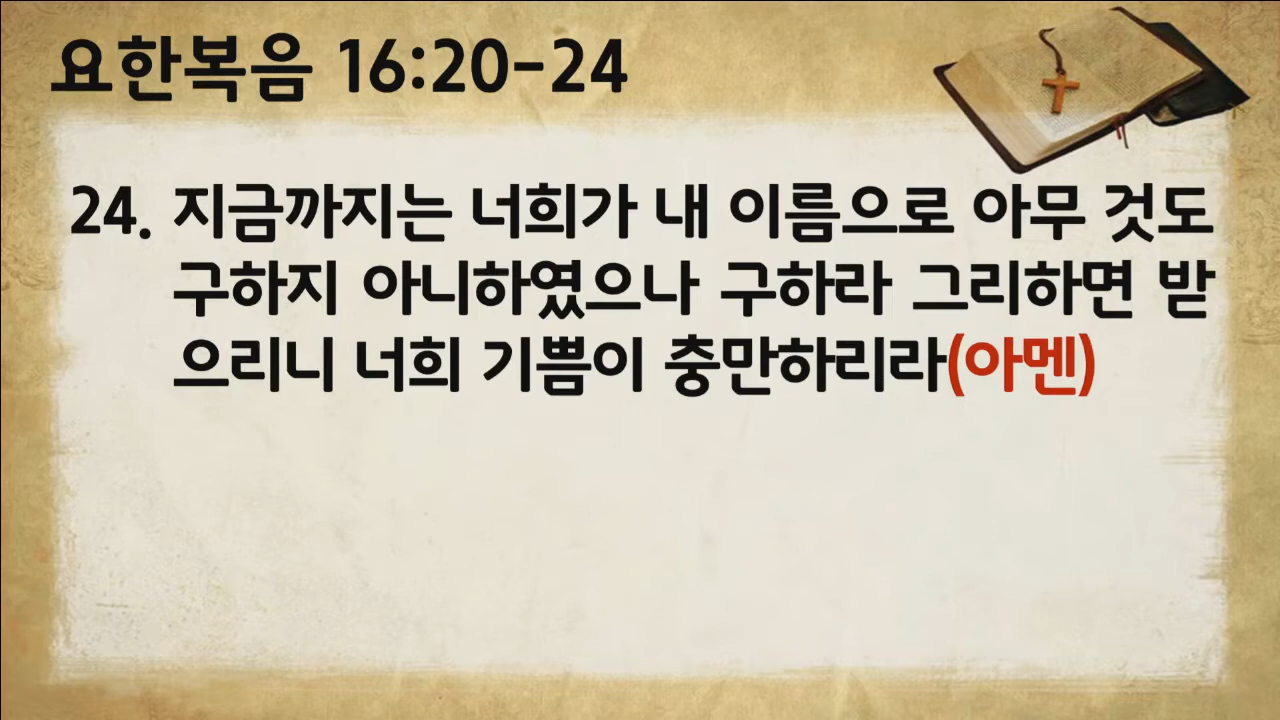 요한복음 16:20-24
24. 지금까지는 너희가 내 이름으로 아무 것도
구하지 아니하였으나 구하라 그리하면 받
으리니 너희 기쁨이 충만하리라(아멘)